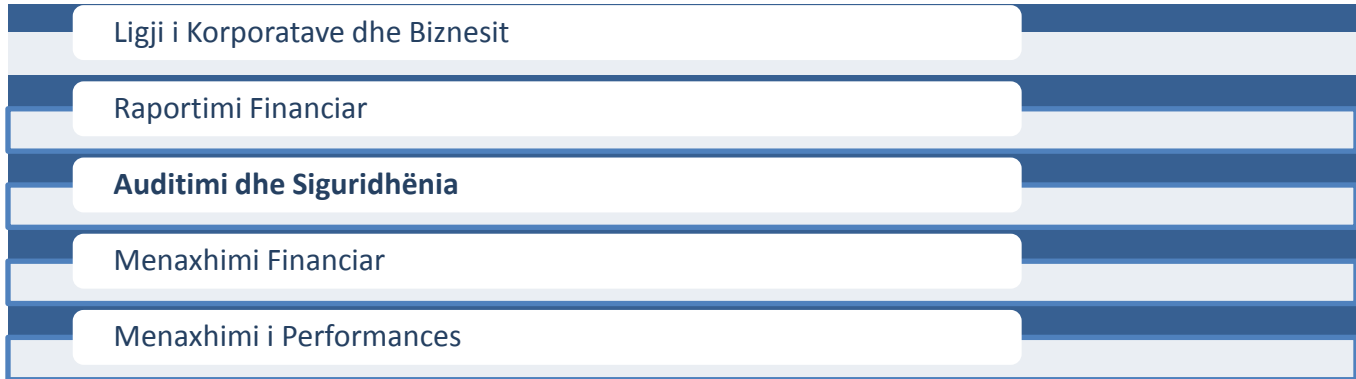 Ligji i Korporatave dhe Biznesit
Raportimi Financiar
Auditimi dhe Siguridhënia
Menaxhimi Financiar
Menaxhimi i Performances